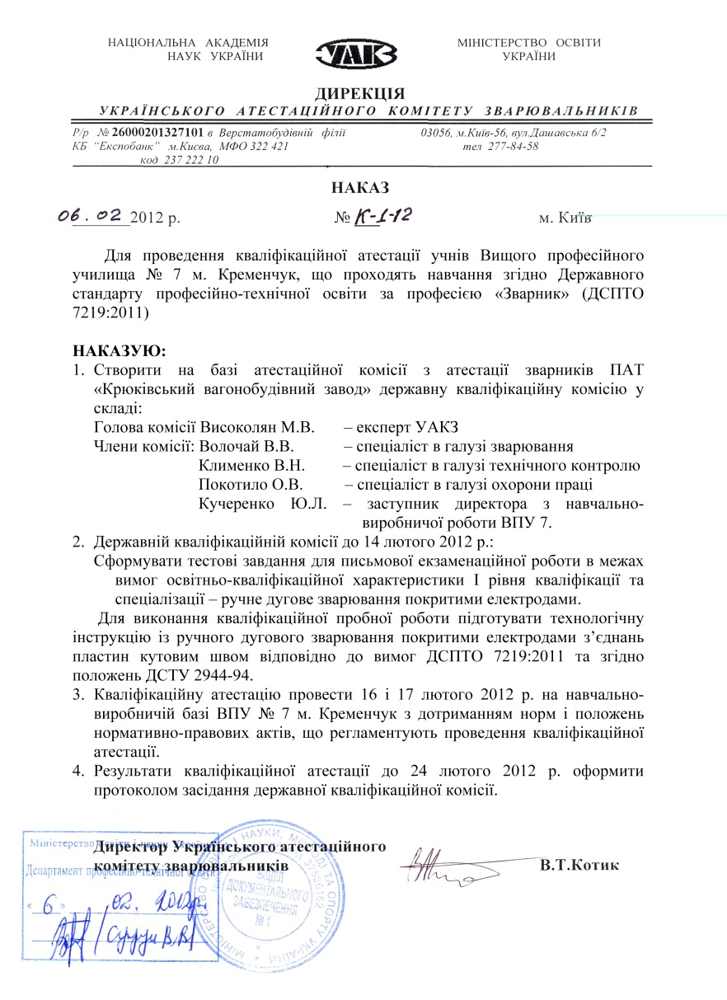 НАЦІОНАЛЬНА АКАДЕМІЯ
НАУК УКРАЇНИ
УАКЗ
МІНІСТЕРСТВО ОСВІТИ
УКРАЇНИ
ДИРЕКЦІЯ
УКРАЇНСЬКОГО АТЕСТАЦІЙНОГО КОМІТЕТУ ЗВАРЮВАЛЬНИКІВ
Р/р № 26000201327101 в Верстатобудівній філії
КБ “Експобанк” м.Києва, МФО 322 421
код 237 222 10
03056, м.Київ-56, вул.Дашавська 6/2
тел 277-84-58
НАКАЗ
06.02 2012 р. № К-1-12 м. Київ
Для проведення кваліфікаційної атестації учнів Вищого професійного
училища № 7 м. Кременчук, що проходять навчання згідно Державного
стандарту професійно-технічної освіти за професією «Зварник» (ДСПТО
7219:2011)
НАКАЗУЮ:
1. Створити на базі атестаційної комісії з атестації зварників ПАТ
«Крюківський вагонобудівний завод» державну кваліфікаційну комісію у
складі:
Голова комісії Високолян М.В. – експерт УАКЗ
Члени комісії: Волочай В.В. – спеціаліст в галузі зварювання
Клименко В.Н. – спеціаліст в галузі технічного контролю
Покотило О.В. – спеціаліст в галузі охорони праці
Кучеренко Ю.Л. – заступник директора з навчально-
виробничої роботи ВПУ 7.
2. Державній кваліфікаційній комісії до 14 лютого 2012 р.:
Сформувати тестові завдання для письмової екзаменаційної роботи в межах
вимог освітньо-кваліфікаційної характеристики І рівня кваліфікації та
спеціалізації – ручне дугове зварювання покритими електродами.
Для виконання кваліфікаційної пробної роботи підготувати технологічну
інструкцію із ручного дугового зварювання покритими електродами з’єднань
пластин кутовим швом відповідно до вимог ДСПТО 7219:2011 та згідно
положень ДСТУ 2944-94.
3. Кваліфікаційну атестацію провести 16 і 17 лютого 2012 р. на навчально-
виробничій базі ВПУ № 7 м. Кременчук з дотриманням норм і положень
нормативно-правових актів, що регламентують проведення кваліфікаційної
атестації.
4. Результати кваліфікаційної атестації до 24 лютого 2012 р. оформити
протоколом засідання державної кваліфікаційної комісії.
Директор Українського атестаційного
комітету зварювальників В.Т.Котик
Міністерство освіти і науки України
Департамент професійно-технічної освіти
« 6 » 02. 2012р.
ВІДДІЛ
ДОКУМЕНТАЛЬНОГО
ЗАБЕЗПЕЧЕННЯ
№ 1